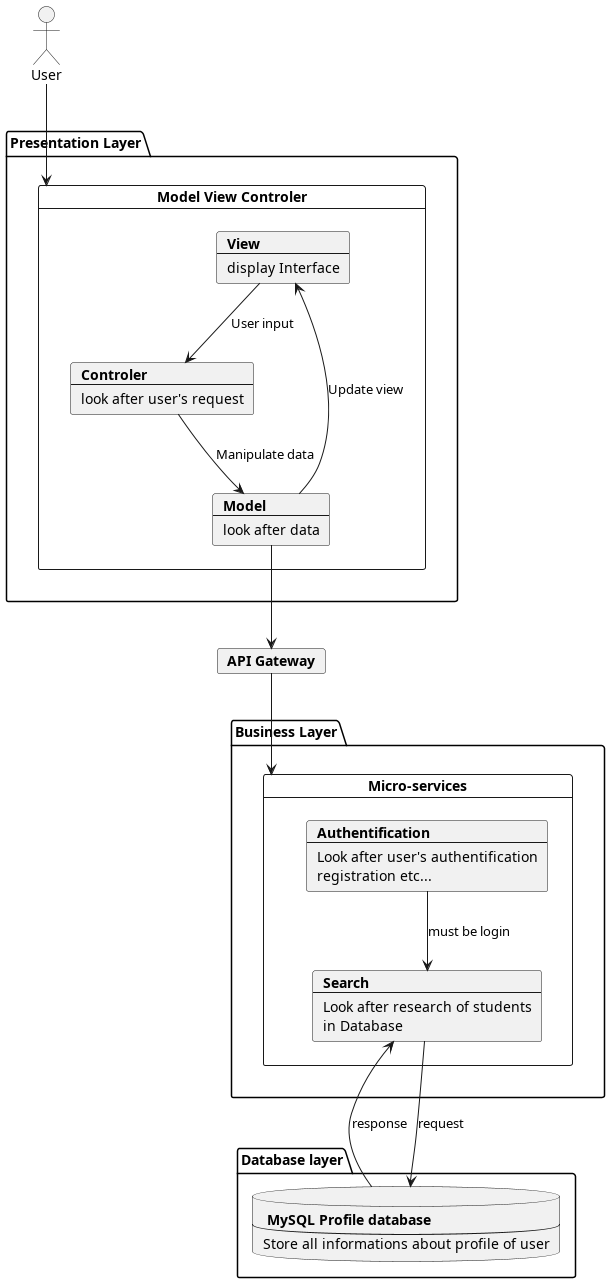 User
Presentation Layer
Model View Controler
View
display Interface
User input
Controler
look after user's request
Update view
Manipulate data
Model
look after data
API Gateway
Business Layer
Micro-services
Authentification
Look after user's authentification
registration etc...
must be login
Search
Look after research of students
in Database
response
request
Database layer
MySQL Profile database
Store all informations about profile of user